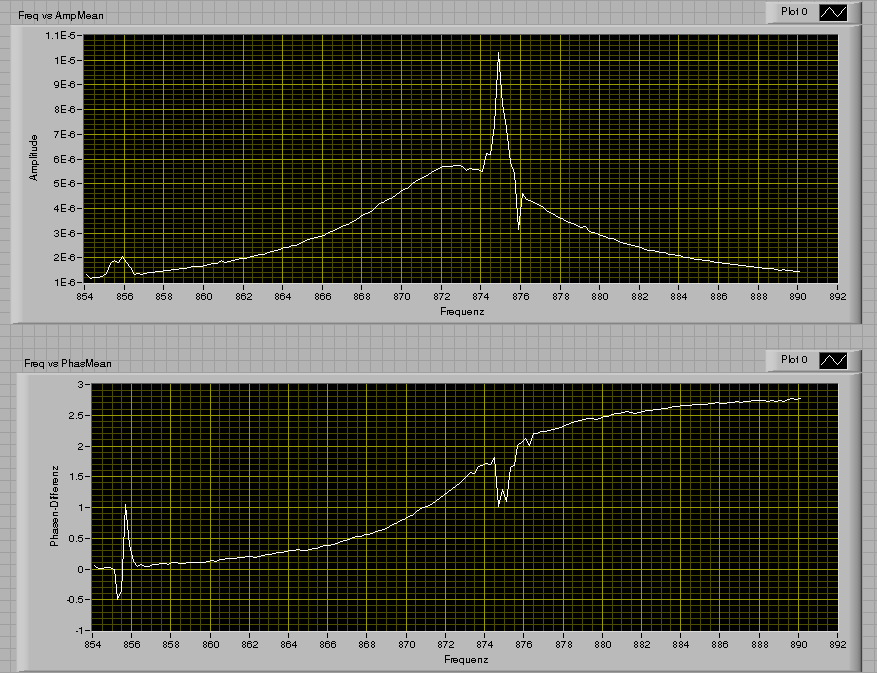 Freq vs AmpMean
Plot 0
Amplitude
1.1E-5
1E-5
9E-6
8E-6
7E-6
6E-6
5E-6
4E-6
3E-6
2E-6
1E-6
854 856 858 860 862 864 866 868 870 872 874 876 878 880 882 884 886 888 890 892
Frequenz
Freq vs PhasMean
Plot 0
Phasen-Differenz
3
2.5
2
1.5
1
0.5
0
-0.5
-1
854 856 858 860 862 864 866 868 870 872 874 876 878 880 882 884 886 888 890 892
Frequenz